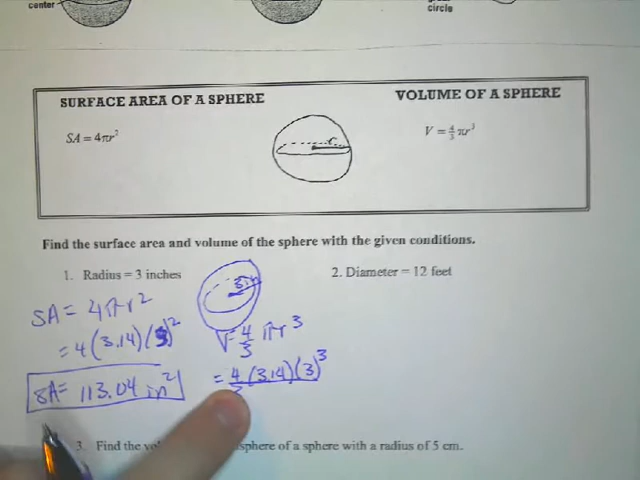 center
circle
SURFACE AREA OF A SPHERE
SA = 4πr²
r
VOLUME OF A SPHERE
V = 4/3 πr³
Find the surface area and volume of the sphere with the given conditions.
1. Radius = 3 inches
2. Diameter = 12 feet
SA = 4πr²
= 4(3.14)(3)²
SA = 113.04 in²
3 in
V = 4/3 πr³
= 4/3 (3.14)(3)³
3. Find the sphere of a sphere with a radius of 5 cm.